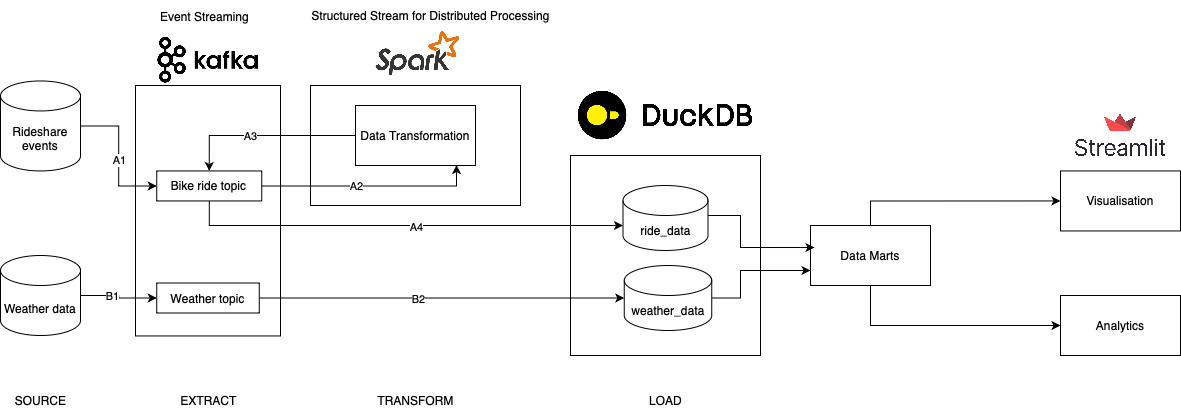 Event Streaming
Structured Stream for Distributed Processing
kafka
Spark
DuckDB
Streamlit
Rideshare
events
A1
A3
Data Transformation
Bike ride topic
A2
A4
ride_data
Visualisation
Data Marts
Weather data
B1
Weather topic
B2
weather_data
Analytics
SOURCE
EXTRACT
TRANSFORM
LOAD